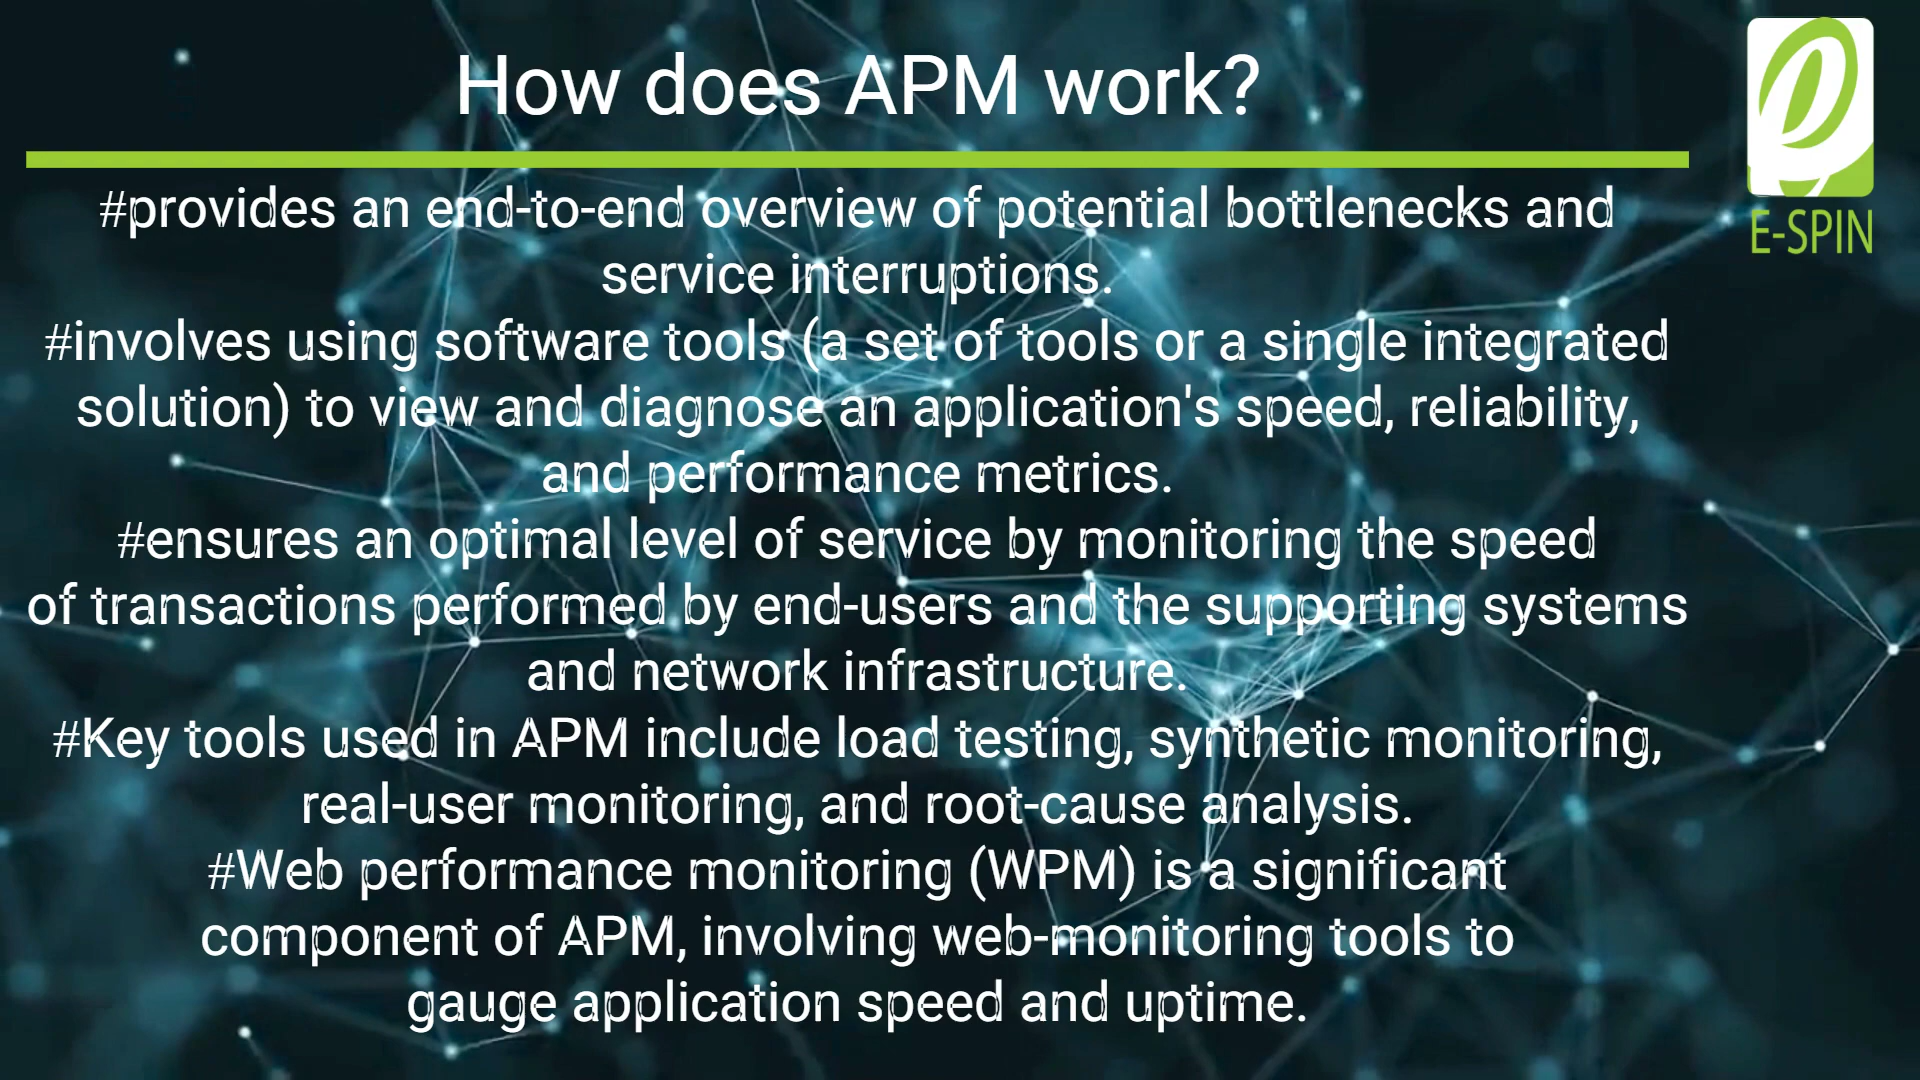 How does APM work?
E-SPIN
#provides an end-to-end overview of potential bottlenecks and
service interruptions.
#involves using software tools (a set of tools or a single integrated
solution) to view and diagnose an application's speed, reliability,
and performance metrics.
#ensures an optimal level of service by monitoring the speed
of transactions performed by end-users and the supporting systems
and network infrastructure.
#Key tools used in APM include load testing, synthetic monitoring,
real-user monitoring, and root-cause analysis.
#Web performance monitoring (WPM) is a significant
component of APM, involving web-monitoring tools to
gauge application speed and uptime.